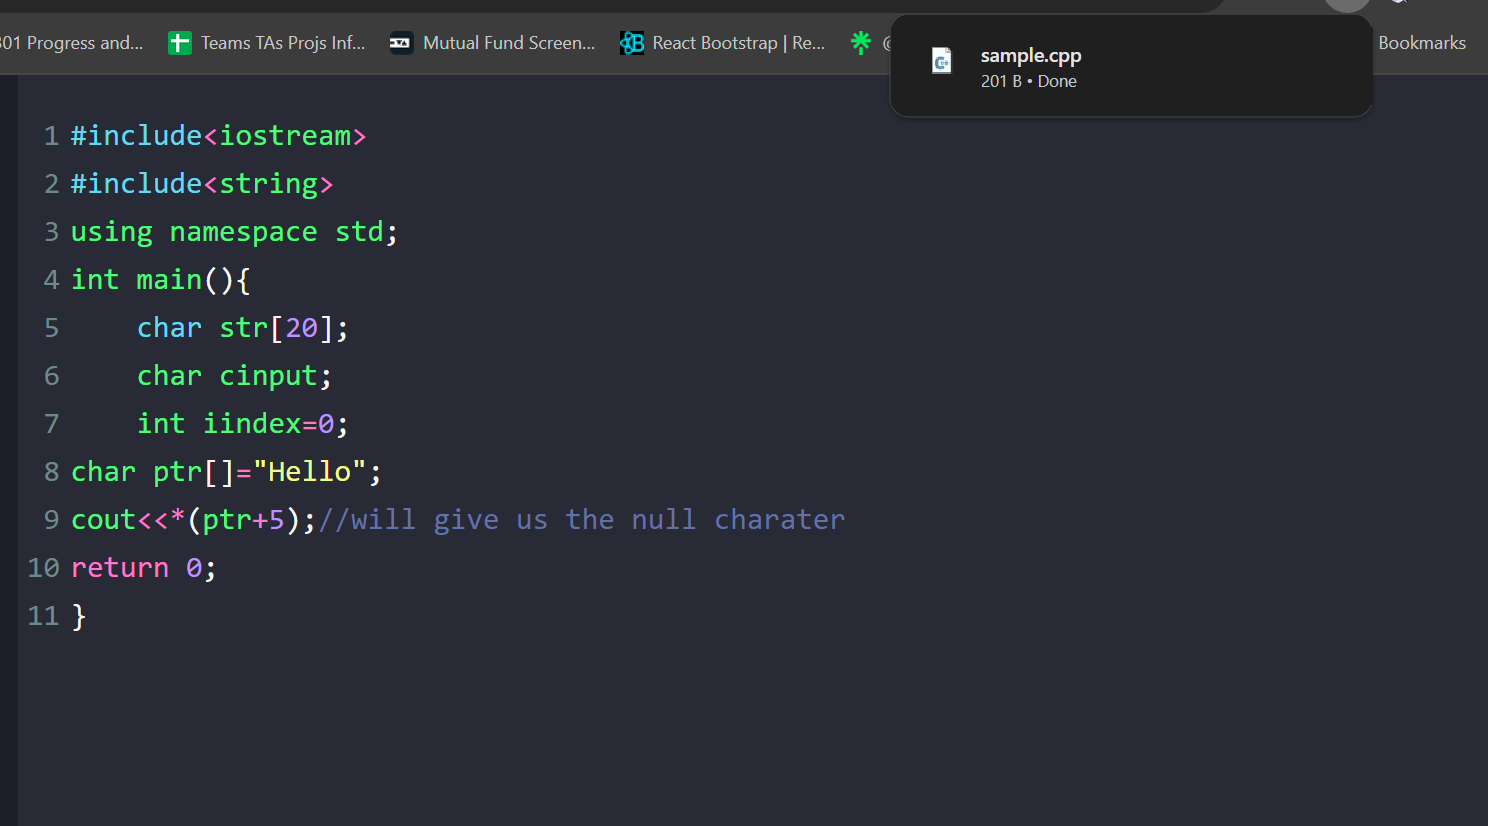 01 Progress and...
Teams TAs Projs Inf...
Mutual Fund Screen...
React Bootstrap | Re...
@
Bookmarks
sample.cpp
201 B • Done
1 #include<iostream>
2 #include<string>
3 using namespace std;
4 int main(){
5     char str[20];
6     char cinput;
7     int iindex=0;
8 char ptr[]="Hello";
9 cout<<*(ptr+5);//will give us the null charater
10 return 0;
11 }